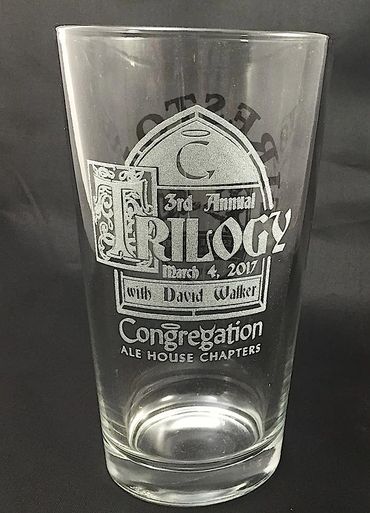 C
3rd Annual
TRILOGY
March 4, 2017
with David Walker
Congregation
ALE HOUSE CHAPTERS